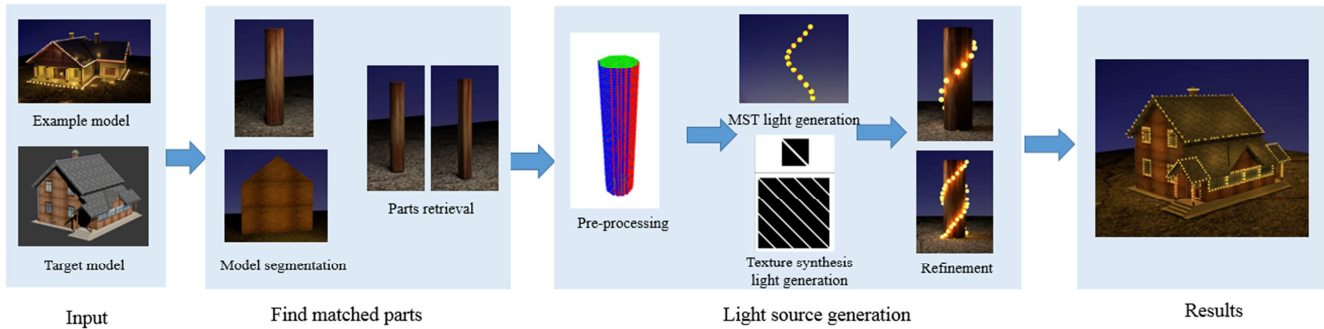 Example model
Target model
Input
Model segmentation
Parts retrieval
Find matched parts
Pre-processing
MST light generation
Texture synthesis
light generation
Refinement
Light source generation
Results